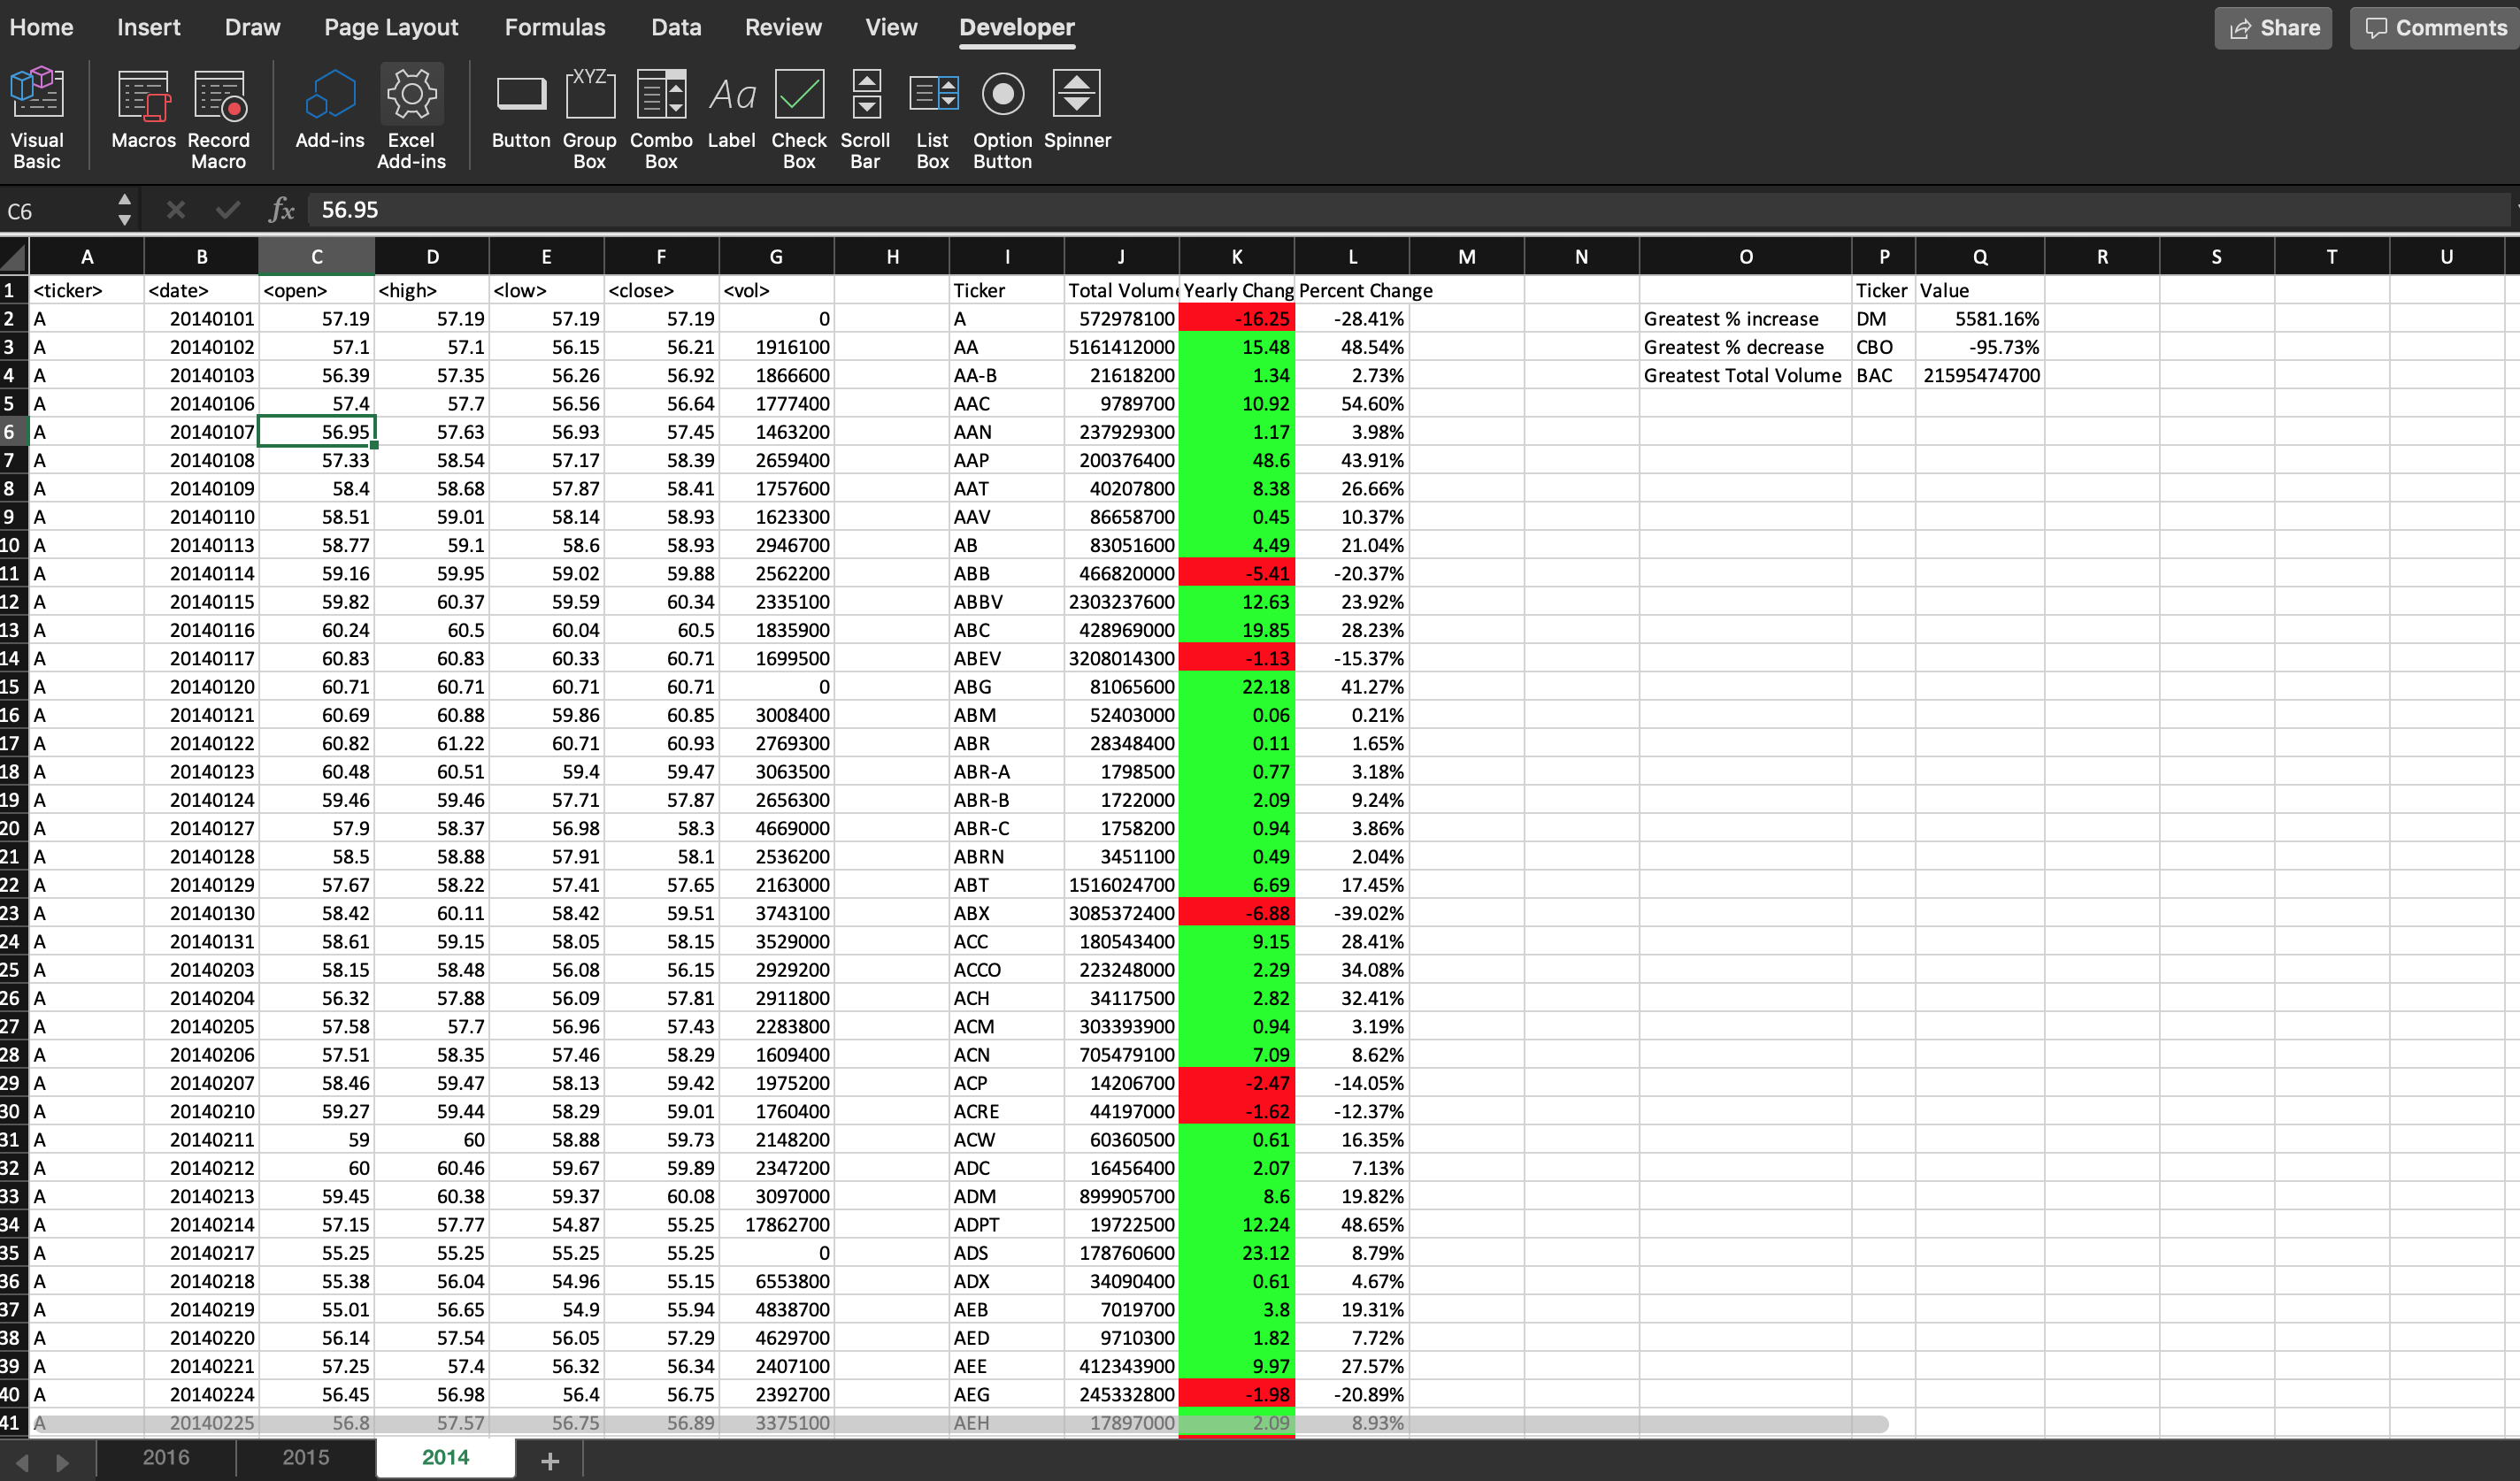 Home Insert Draw Page Layout Formulas Data Review View Developer Share Comments
Visual Basic Macros Record Macro Add-ins Excel Add-ins Button XYZ Group Box Combo Box Aa Label Check Box Scroll Bar List Box Option Button Spinner
C6 fx 56.95
A B C D E F G H I J K L M N O P Q R S T U
1 <ticker> <date> <open> <high> <low> <close> <vol> Ticker Total Volum Yearly Chang Percent Change Ticker Value
2 A 20140101 57.19 57.19 57.19 57.19 0 A 572978100 -16.25 -28.41% Greatest % increase DM 5581.16%
3 A 20140102 57.1 57.1 56.15 56.21 1916100 AA 5161412000 15.48 48.54% Greatest % decrease CBO -95.73%
4 A 20140103 56.39 57.35 56.26 56.92 1866600 AA-B 21618200 1.34 2.73% Greatest Total Volume BAC 21595474700
5 A 20140106 57.4 57.7 56.56 56.64 1777400 AAC 9789700 10.92 54.60%
6 A 20140107 56.95 57.63 56.93 57.45 1463200 AAN 237929300 1.17 3.98%
7 A 20140108 57.33 58.54 57.17 58.39 2659400 AAP 200376400 48.6 43.91%
8 A 20140109 58.4 58.68 57.87 58.41 1757600 AAT 40207800 8.38 26.66%
9 A 20140110 58.51 59.01 58.14 58.93 1623300 AAV 86658700 0.45 10.37%
10 A 20140113 58.77 59.1 58.6 58.93 2946700 AB 83051600 4.49 21.04%
11 A 20140114 59.16 59.95 59.02 59.88 2562200 ABB 466820000 -5.41 -20.37%
12 A 20140115 59.82 60.37 59.59 60.34 2335100 ABBV 2303237600 12.63 23.92%
13 A 20140116 60.24 60.5 60.04 60.5 1835900 ABC 428969000 19.85 28.23%
14 A 20140117 60.83 60.83 60.33 60.71 1699500 ABEV 3208014300 -1.13 -15.37%
15 A 20140120 60.71 60.71 60.71 60.71 0 ABG 81065600 22.18 41.27%
16 A 20140121 60.69 60.88 59.86 60.85 3008400 ABM 52403000 0.06 0.21%
17 A 20140122 60.82 61.22 60.71 60.93 2769300 ABR 28348400 0.11 1.65%
18 A 20140123 60.48 60.51 59.4 59.47 3063500 ABR-A 1798500 0.77 3.18%
19 A 20140124 59.46 59.46 57.71 57.87 2656300 ABR-B 1722000 2.09 9.24%
20 A 20140127 57.9 58.37 56.98 58.3 4669000 ABR-C 1758200 0.94 3.86%
21 A 20140128 58.5 58.88 57.91 58.1 2536200 ABRN 3451100 0.49 2.04%
22 A 20140129 57.67 58.22 57.41 57.65 2163000 ABT 1516024700 6.69 17.45%
23 A 20140130 58.42 60.11 58.42 59.51 3743100 ABX 3085372400 -6.88 -39.02%
24 A 20140131 58.61 59.15 58.05 58.15 3529000 ACC 180543400 9.15 28.41%
25 A 20140203 58.15 58.48 56.08 56.15 2929200 ACCO 223248000 2.29 34.08%
26 A 20140204 56.32 57.88 56.09 57.81 2911800 ACH 34117500 2.82 32.41%
27 A 20140205 57.58 57.7 56.96 57.43 2283800 ACM 303393900 0.94 3.19%
28 A 20140206 57.51 58.35 57.46 58.29 1609400 ACN 705479100 7.09 8.62%
29 A 20140207 58.46 59.47 58.13 59.42 1975200 ACP 14206700 -2.47 -14.05%
30 A 20140210 59.27 59.44 58.29 59.01 1760400 ACRE 44197000 -1.62 -12.37%
31 A 20140211 59 60 58.88 59.73 2148200 ACW 60360500 0.61 16.35%
32 A 20140212 60 60.46 59.67 59.89 2347200 ADC 16456400 2.07 7.13%
33 A 20140213 59.45 60.38 59.37 60.08 3097000 ADM 899905700 8.6 19.82%
34 A 20140214 57.15 57.77 54.87 55.25 17862700 ADPT 19722500 12.24 48.65%
35 A 20140217 55.25 55.25 55.25 55.25 0 ADS 178760600 23.12 8.79%
36 A 20140218 55.38 56.04 54.96 55.15 6553800 ADX 34090400 0.61 4.67%
37 A 20140219 55.01 56.65 54.9 55.94 4838700 AEB 7019700 3.8 19.31%
38 A 20140220 56.14 57.54 56.05 57.29 4629700 AED 9710300 1.82 7.72%
39 A 20140221 57.25 57.4 56.32 56.34 2407100 AEE 412343900 9.97 27.57%
40 A 20140224 56.45 56.98 56.4 56.75 2392700 AEG 245332800 -1.98 -20.89%
41 A 20140225 56.8 57.57 56.75 56.89 3375100 AEH 17897000 2.09 8.93%
2016 2015 2014 +